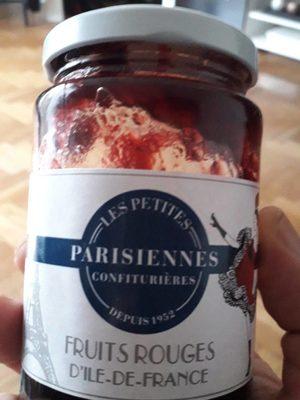 LES PETITES
PARISIENNES
CONFITURIÈRES
DEPUIS 1952
FRUITS ROUGES
D'ILE-DE-FRANCE